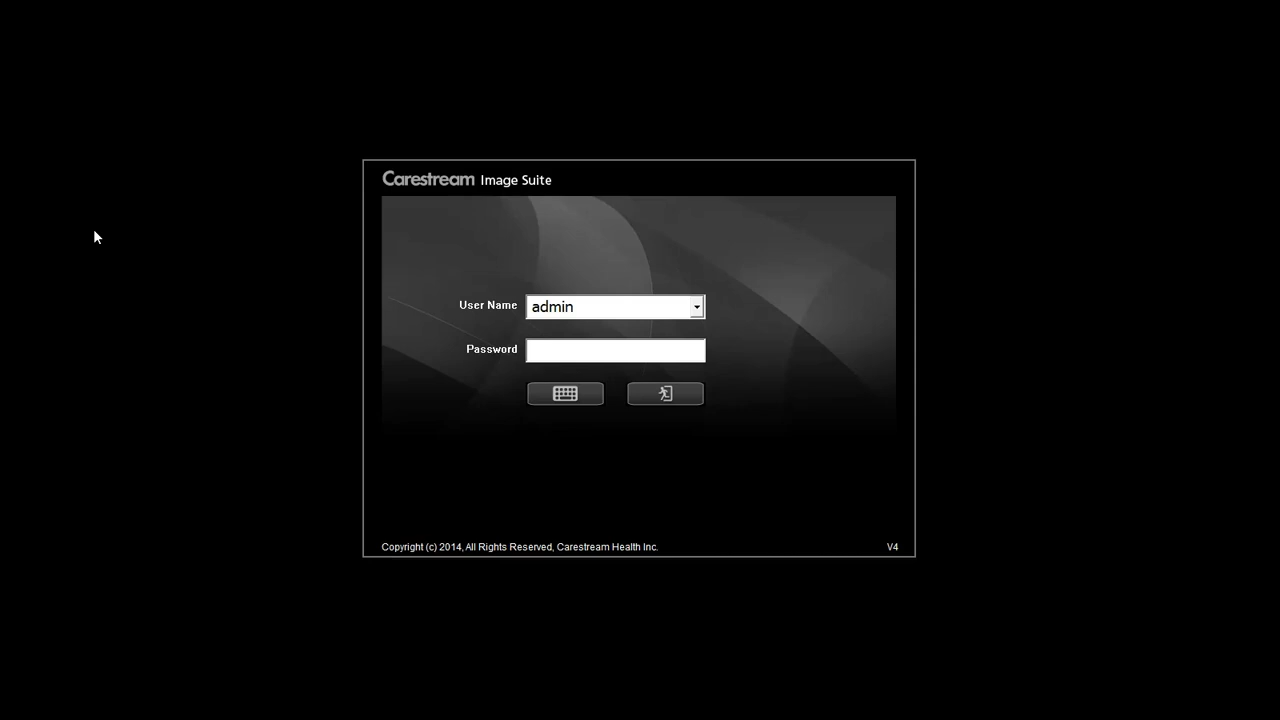 Carestream Image Suite
User Name admin
Password
Copyright (c) 2014, All Rights Reserved, Carestream Health Inc. V4